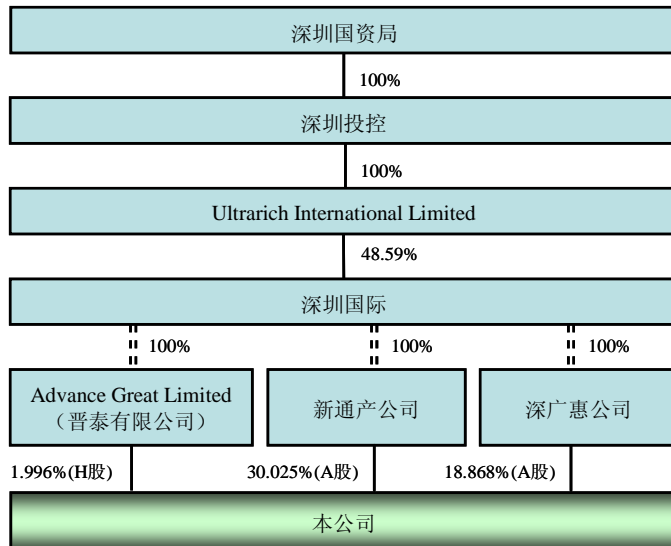 深圳国资局
100%
深圳投控
100%
Ultrarich International Limited
48.59%
深圳国际
100%
100%
100%
Advance Great Limited
（晋泰有限公司）
新通产公司
深广惠公司
1.996%(H股)
30.025%(A股)
18.868%(A股)
本公司